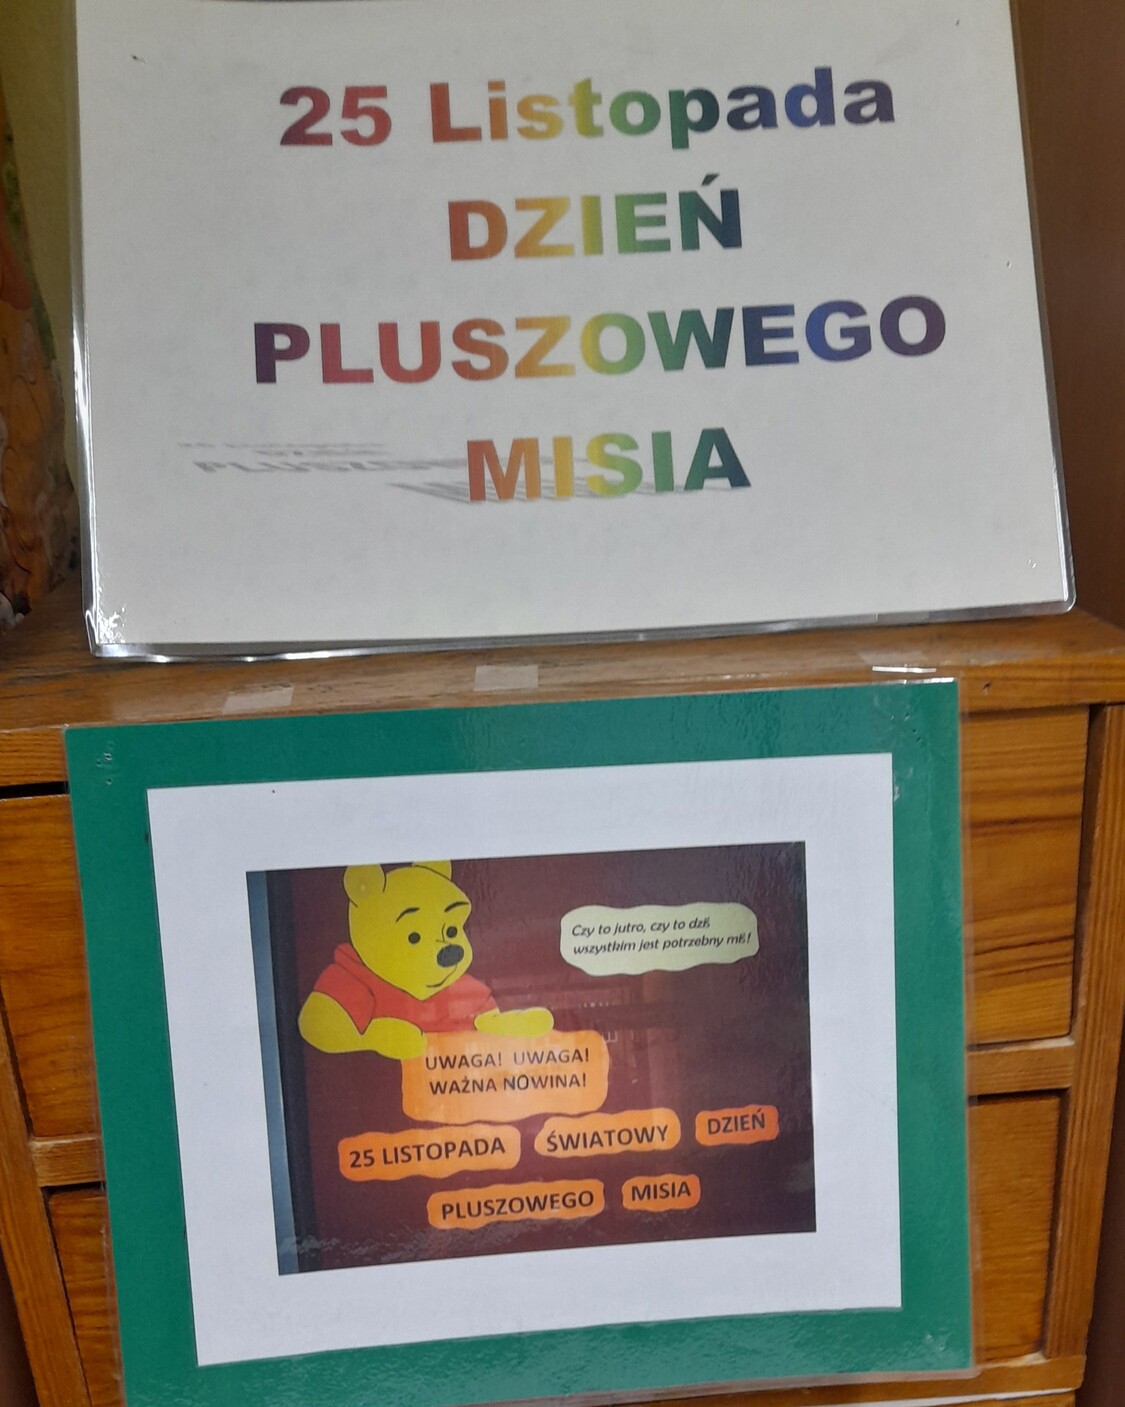 25 Listopada
DZIEŃ
PLUSZOWEGO
MISIA
Czy to jutro, czy to dziś,
wszystkim jest potrzebny miś!
UWAGA! UWAGA!
WAŻNA NOWINA!
25 LISTOPADA ŚWIATOWY DZIEŃ
PLUSZOWEGO MISIA